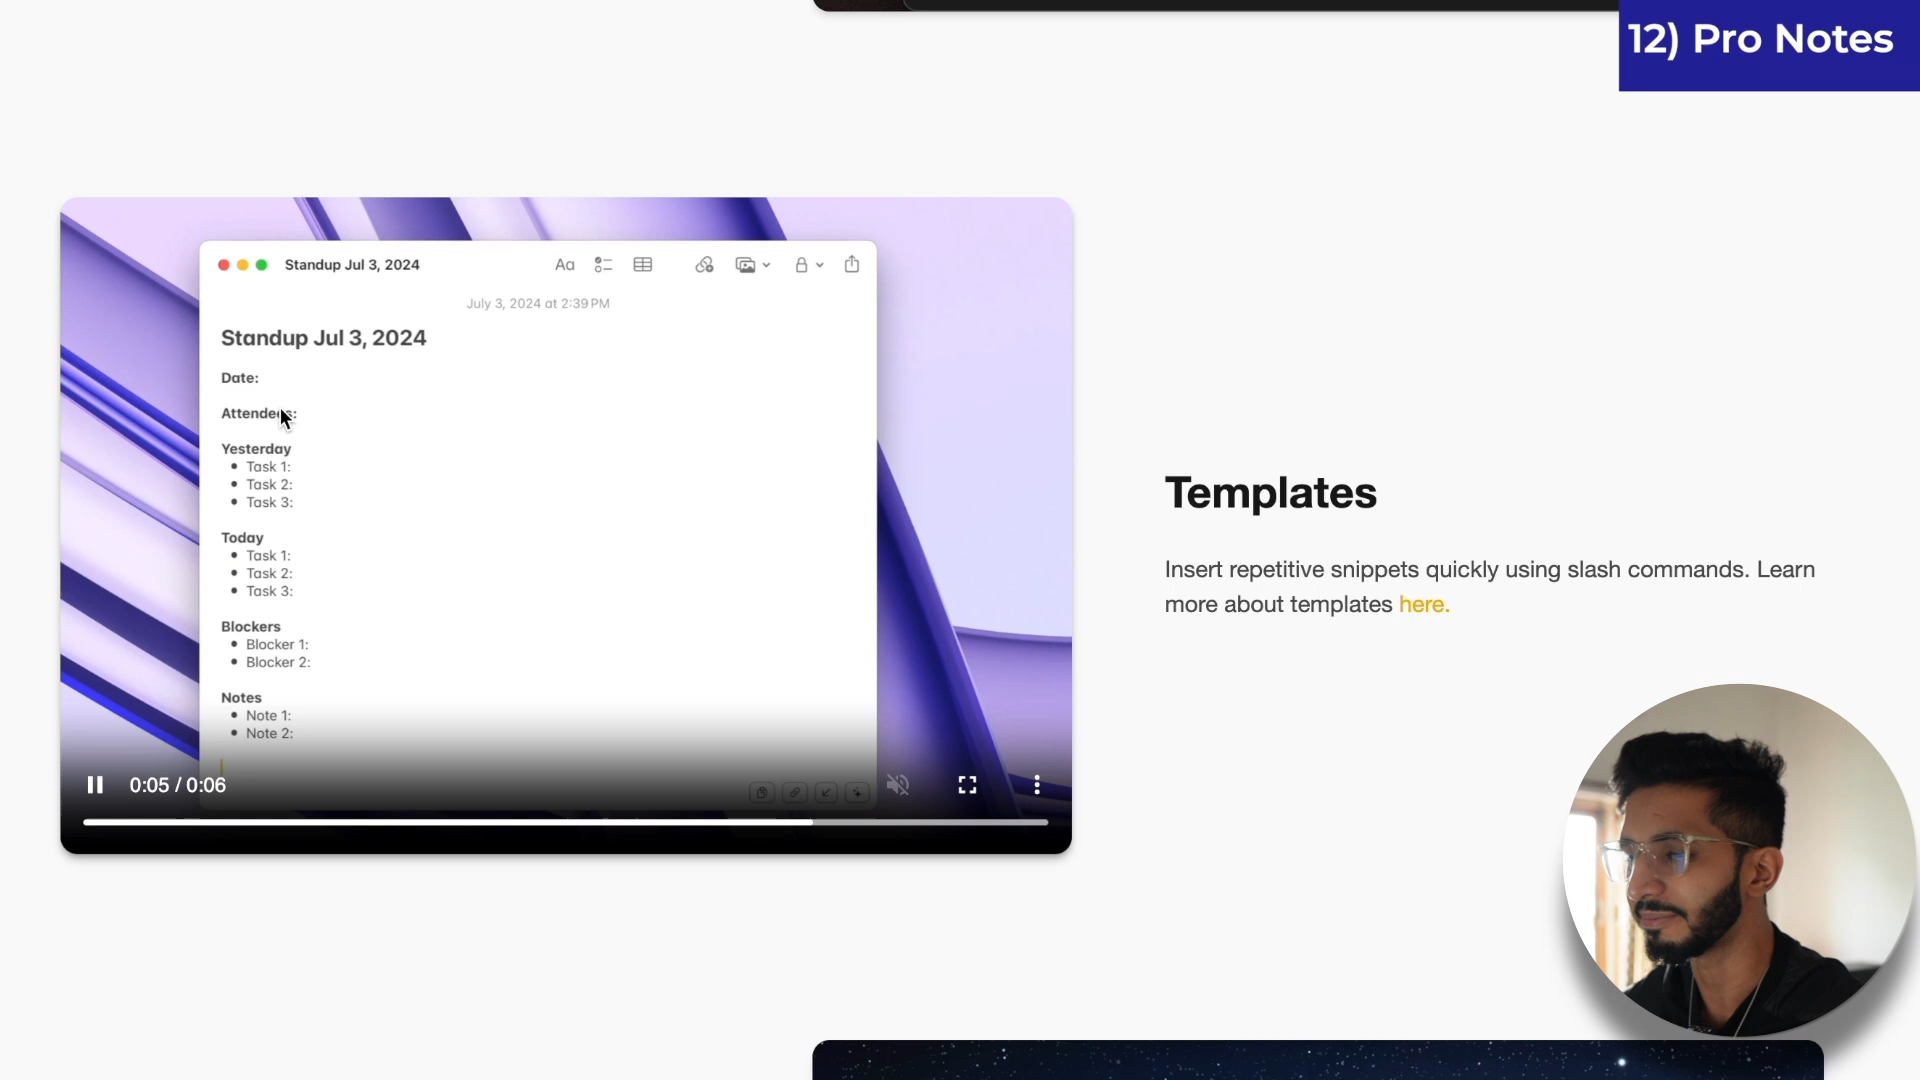 12) Pro Notes
Standup Jul 3, 2024
Aa
July 3, 2024 at 2:39 PM
Standup Jul 3, 2024
Date:
Attendees:
Yesterday
Task 1:
Task 2:
Task 3:
Today
Task 1:
Task 2:
Task 3:
Blockers
Blocker 1:
Blocker 2:
Notes
Note 1:
Note 2:
0:05 / 0:06
Templates
Insert repetitive snippets quickly using slash commands. Learn
more about templates here.